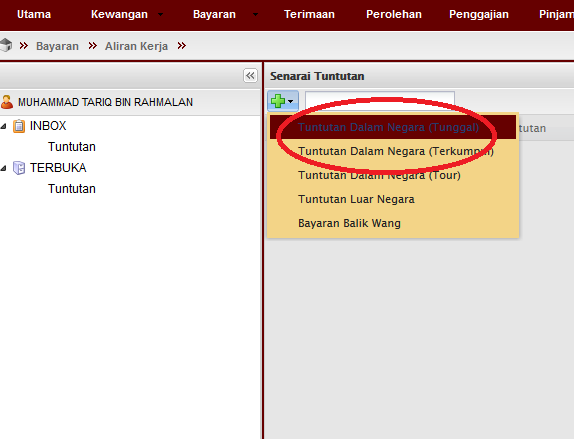 Utama Kewangan Bayaran Terimaan Perolehan Penggajian Pinjam
Bayaran Aliran Kerja
Senarai Tuntutan
MUHAMMAD TARIQ BIN RAHMALAN
INBOX
Tuntutan
TERBUKA
Tuntutan
Tuntutan Dalam Negara (Tunggal) tuntutan
Tuntutan Dalam Negara (Terkumpul)
Tuntutan Dalam Negara (Tour)
Tuntutan Luar Negara
Bayaran Balik Wang